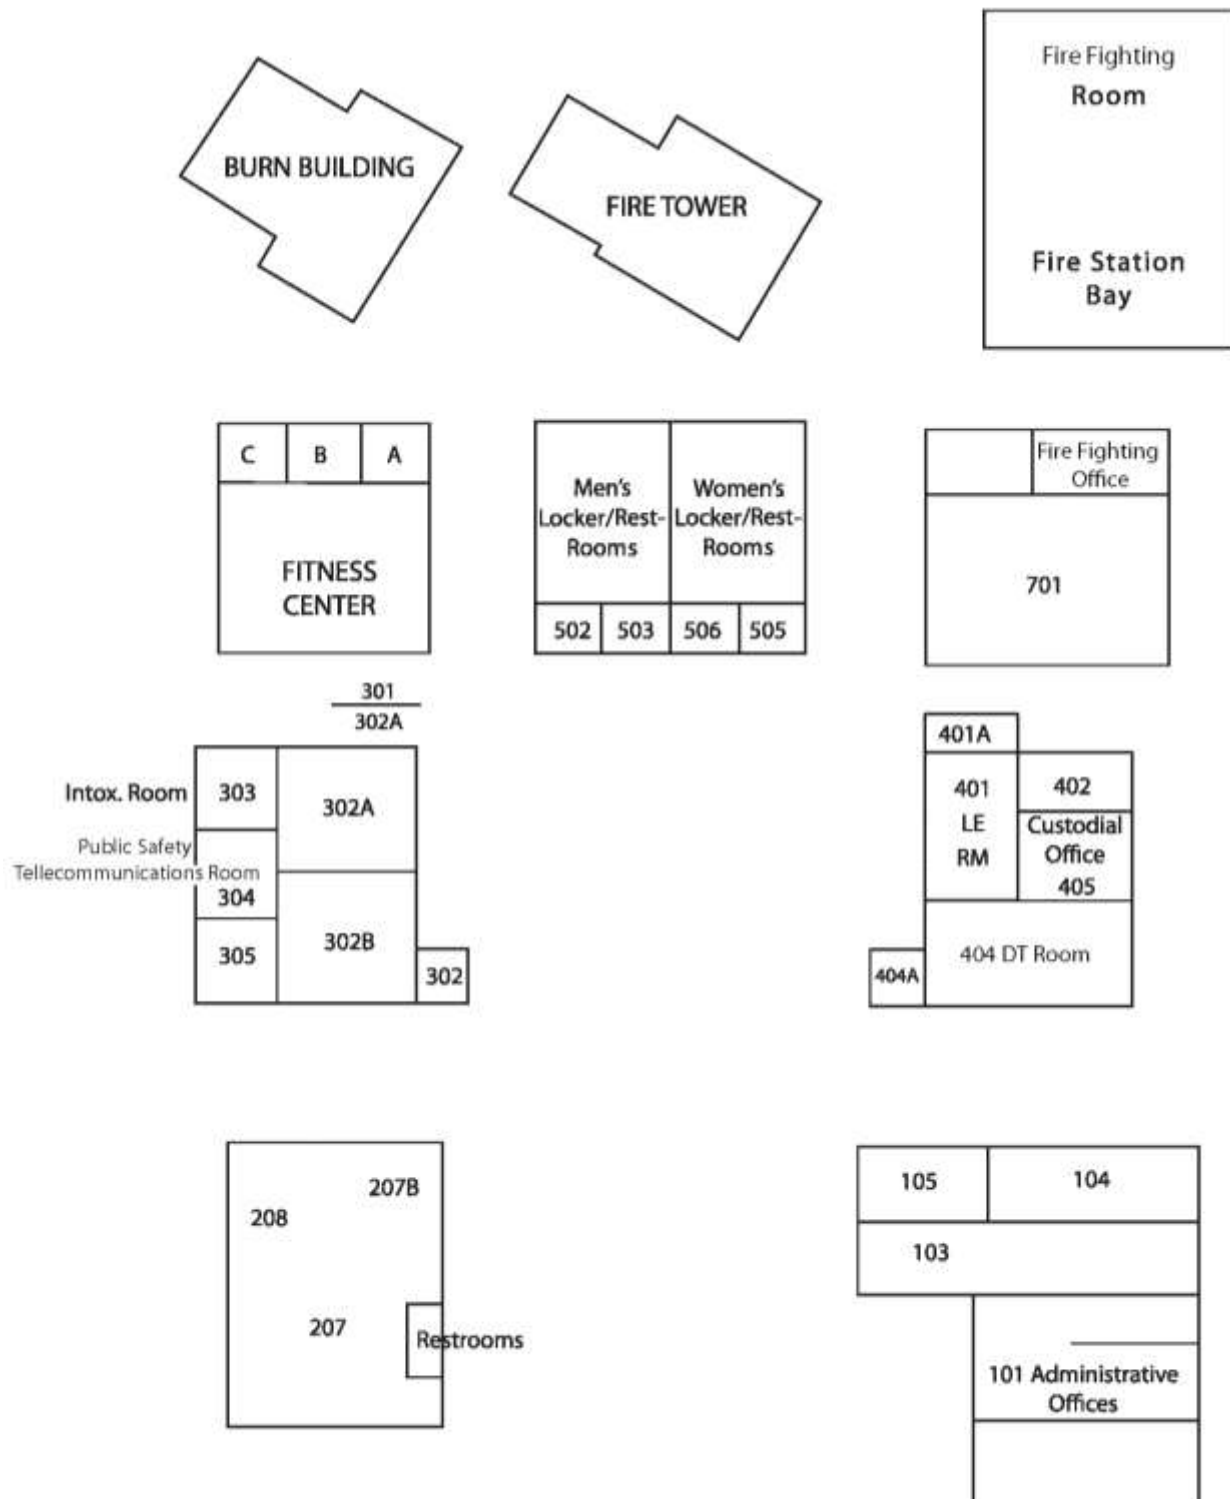 Fire Fighting
Room
BURN BUILDING
FIRE TOWER
Fire Station
Bay
C
B
A
FITNESS
CENTER
Men's
Locker/Rest-
Rooms
Women's
Locker/Rest-
Rooms
502
503
506
505
Fire Fighting
Office
701
301
302A
Intox. Room
303
302A
Public Safety
Tellecommunications Room
304
305
302B
302
401A
401
LE
RM
402
Custodial
Office
405
404 DT Room
404A
207B
208
207
Restrooms
105
104
103
101 Administrative
Offices